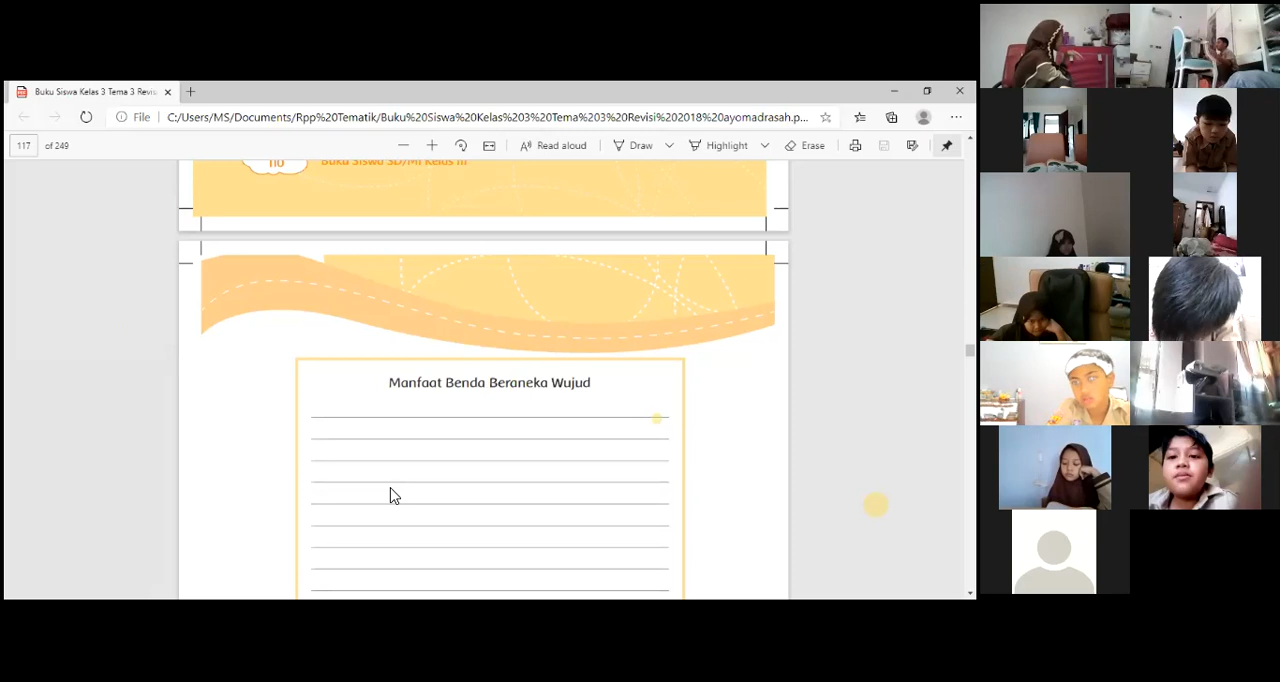 Buku Siswa Kelas 3 Tema 3 Revis
File
C:/Users/MS/Documents/Rpp%20Tematik/Buku%20Siswa%20Kelas%203%20Tema%203%20Revisi%202018%20ayomadrasah.p...
117 of 249
Read aloud
Draw
Highlight
Erase
110
Buku Siswa SD/MI Kelas III
Manfaat Benda Beraneka Wujud